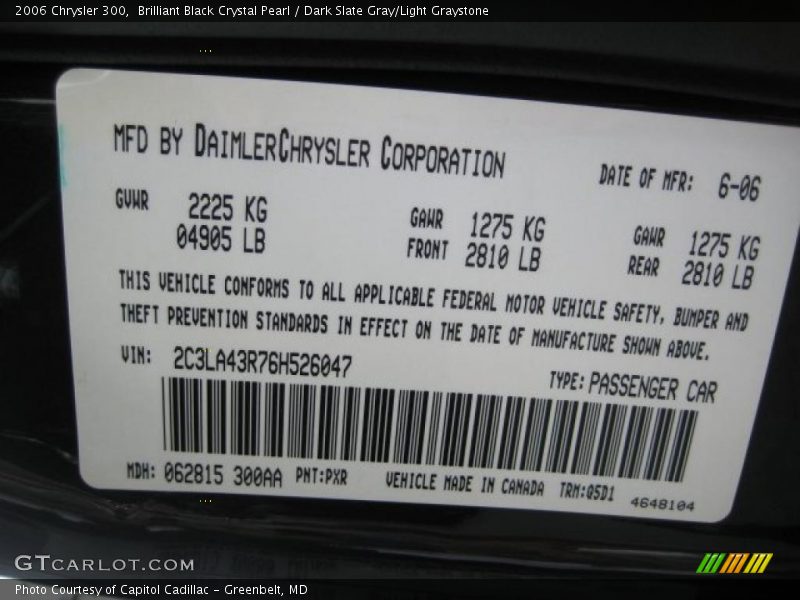 2006 Chrysler 300,  Brilliant Black Crystal Pearl / Dark Slate Gray/Light Graystone
MFD BY DAIMLERCHRYSLER CORPORATION
DATE OF MFR: 6-06
GVWR 2225 KG
04905 LB
GAWR 1275 KG
FRONT 2810 LB
GAWR 1275 KG
REAR 2810 LB
THIS VEHICLE CONFORMS TO ALL APPLICABLE FEDERAL MOTOR VEHICLE SAFETY, BUMPER AND
THEFT PREVENTION STANDARDS IN EFFECT ON THE DATE OF MANUFACTURE SHOWN ABOVE.
VIN: 2C3LA43R76H526047
TYPE: PASSENGER CAR
MDH: 062815 300AA PNT:PXR VEHICLE MADE IN CANADA TRM:Q5D1 4648104
GTCARLOT.COM
Photo Courtesy of Capitol Cadillac - Greenbelt, MD